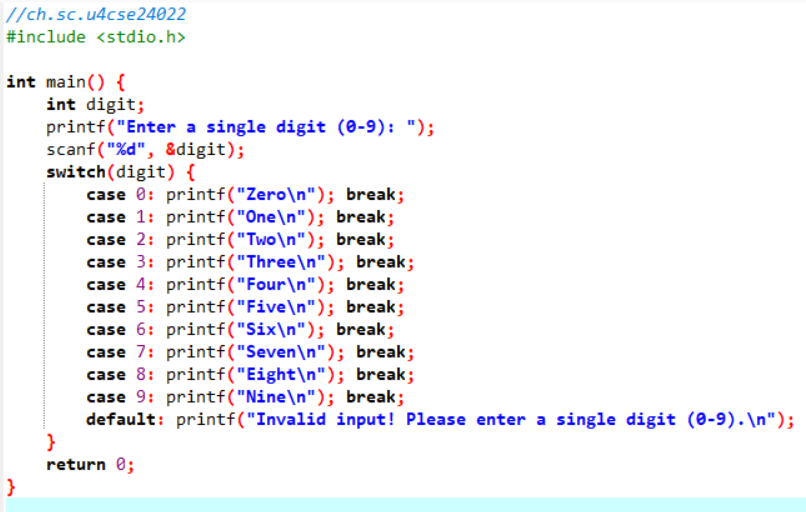 //ch.sc.u4cse24022
#include <stdio.h>
int main() {
    int digit;
    printf("Enter a single digit (0-9): ");
    scanf("%d", &digit);
    switch(digit) {
        case 0: printf("Zero\n"); break;
        case 1: printf("One\n"); break;
        case 2: printf("Two\n"); break;
        case 3: printf("Three\n"); break;
        case 4: printf("Four\n"); break;
        case 5: printf("Five\n"); break;
        case 6: printf("Six\n"); break;
        case 7: printf("Seven\n"); break;
        case 8: printf("Eight\n"); break;
        case 9: printf("Nine\n"); break;
        default: printf("Invalid input! Please enter a single digit (0-9).\n");
    }
    return 0;
}